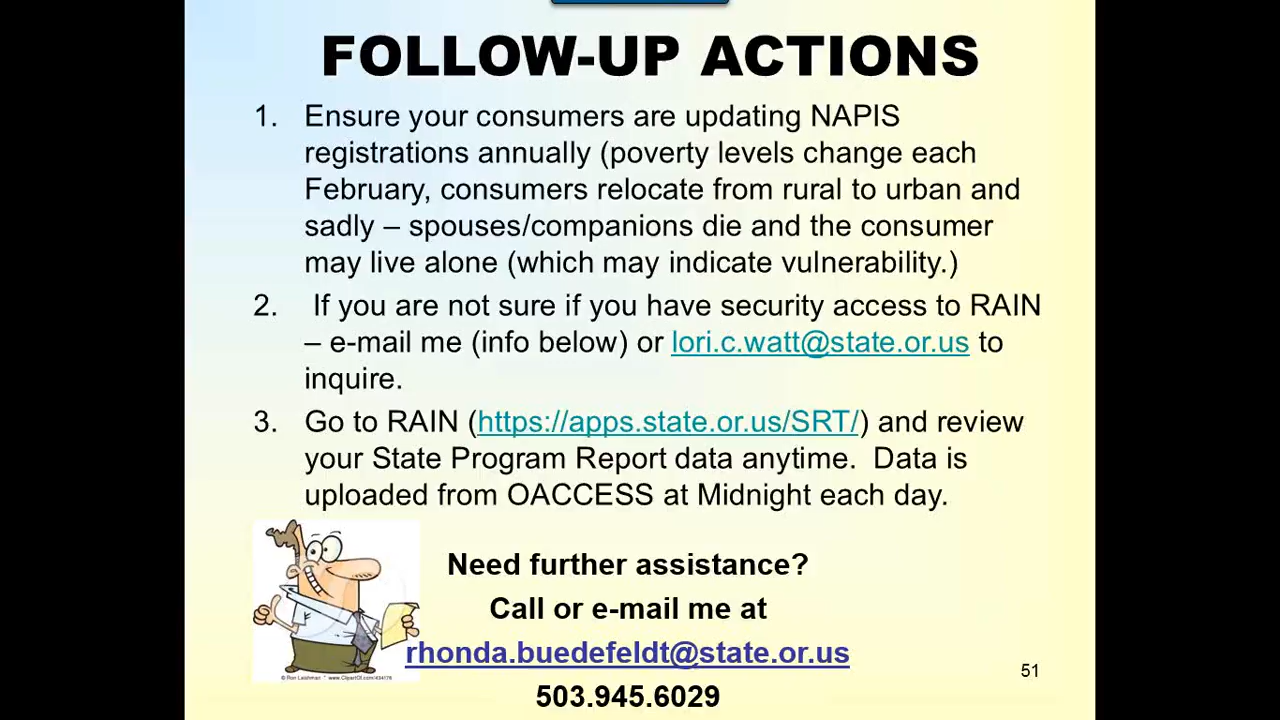 FOLLOW-UP ACTIONS
1. Ensure your consumers are updating NAPIS
registrations annually (poverty levels change each
February, consumers relocate from rural to urban and
sadly – spouses/companions die and the consumer
may live alone (which may indicate vulnerability.)
2. If you are not sure if you have security access to RAIN
– e-mail me (info below) or lori.c.watt@state.or.us to
inquire.
3. Go to RAIN (https://apps.state.or.us/SRT/) and review
your State Program Report data anytime. Data is
uploaded from OACCESS at Midnight each day.
Need further assistance?
Call or e-mail me at
rhonda.buedefeldt@state.or.us
503.945.6029
51